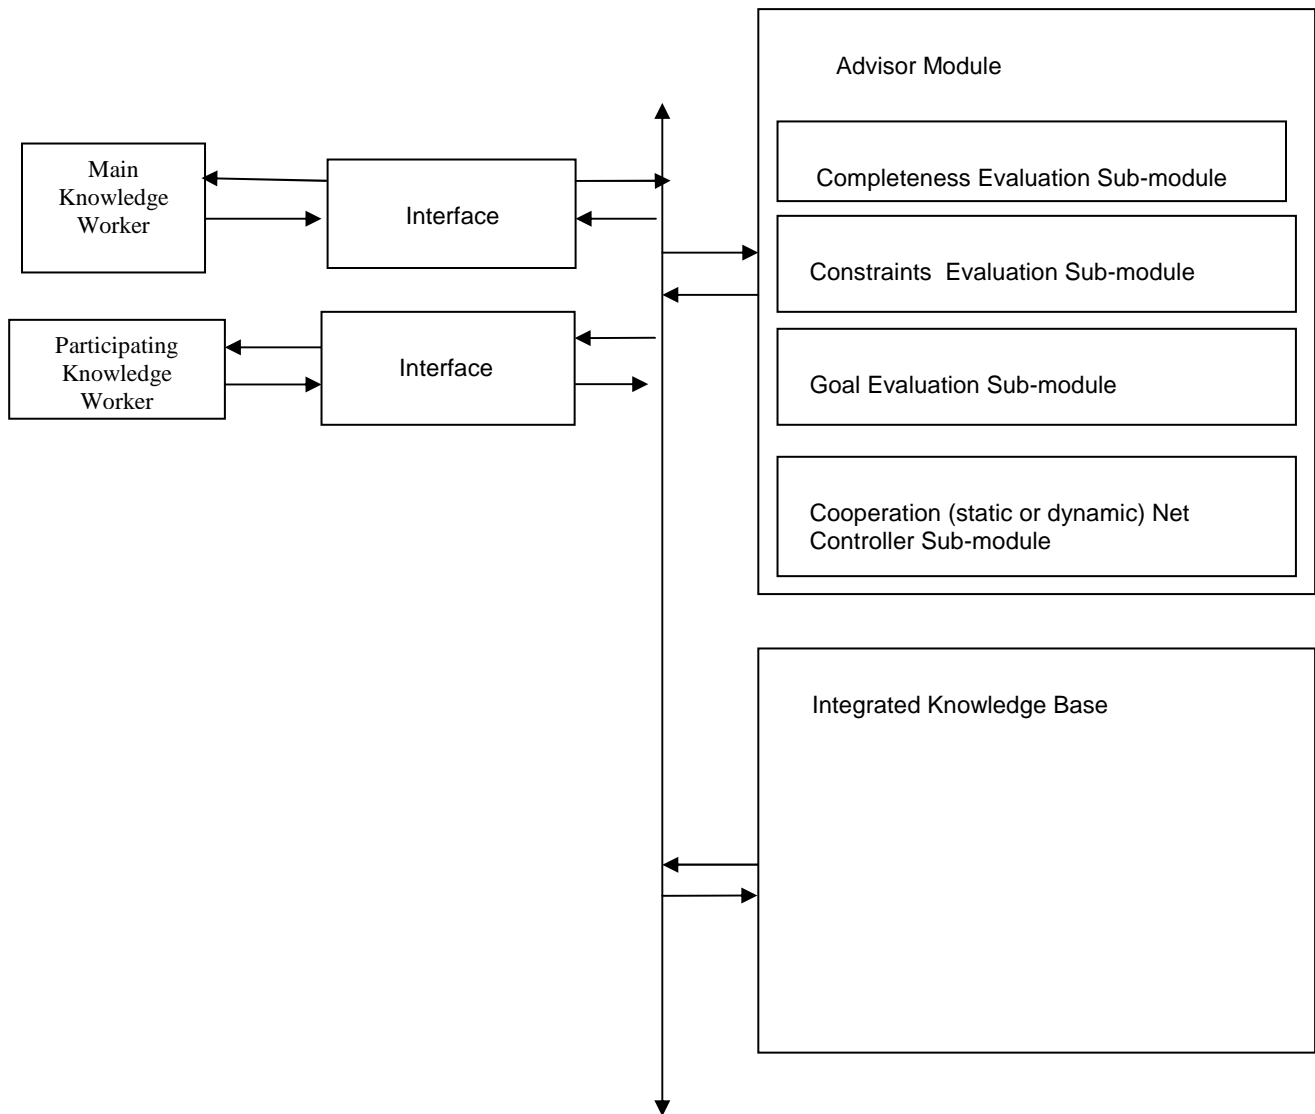 Advisor Module
Main
Knowledge
Worker
Interface
Completeness Evaluation Sub-module
Constraints  Evaluation Sub-module
Participating
Knowledge
Worker
Interface
Goal Evaluation Sub-module
Cooperation (static or dynamic) Net
Controller Sub-module
Integrated Knowledge Base